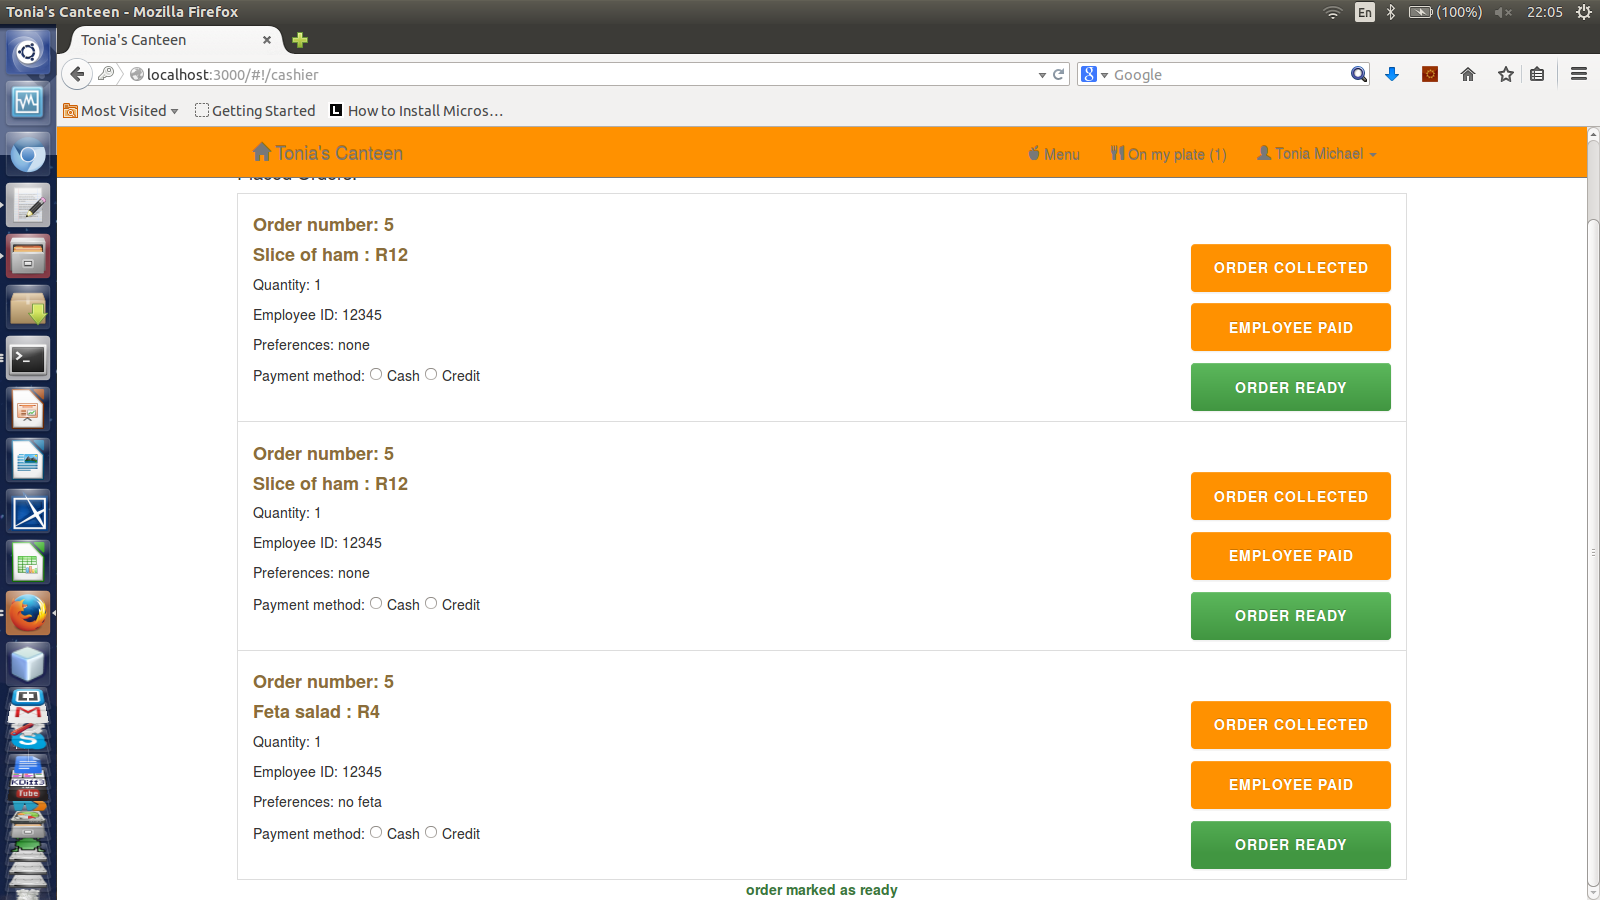 Tonia's Canteen - Mozilla Firefox
En (100%) 22:05
Tonia's Canteen
localhost:3000/#!/cashier
8 Google
Most Visited Getting Started L How to Install Micros...
Tonia's Canteen Menu On my plate (1) Tonia Michael
Placed Orders:
Order number: 5
Slice of ham : R12
Quantity: 1
Employee ID: 12345
Preferences: none
Payment method: Cash Credit
ORDER COLLECTED
EMPLOYEE PAID
ORDER READY
Order number: 5
Slice of ham : R12
Quantity: 1
Employee ID: 12345
Preferences: none
Payment method: Cash Credit
ORDER COLLECTED
EMPLOYEE PAID
ORDER READY
Order number: 5
Feta salad : R4
Quantity: 1
Employee ID: 12345
Preferences: no feta
Payment method: Cash Credit
ORDER COLLECTED
EMPLOYEE PAID
ORDER READY
order marked as ready
KDiff3
Tube